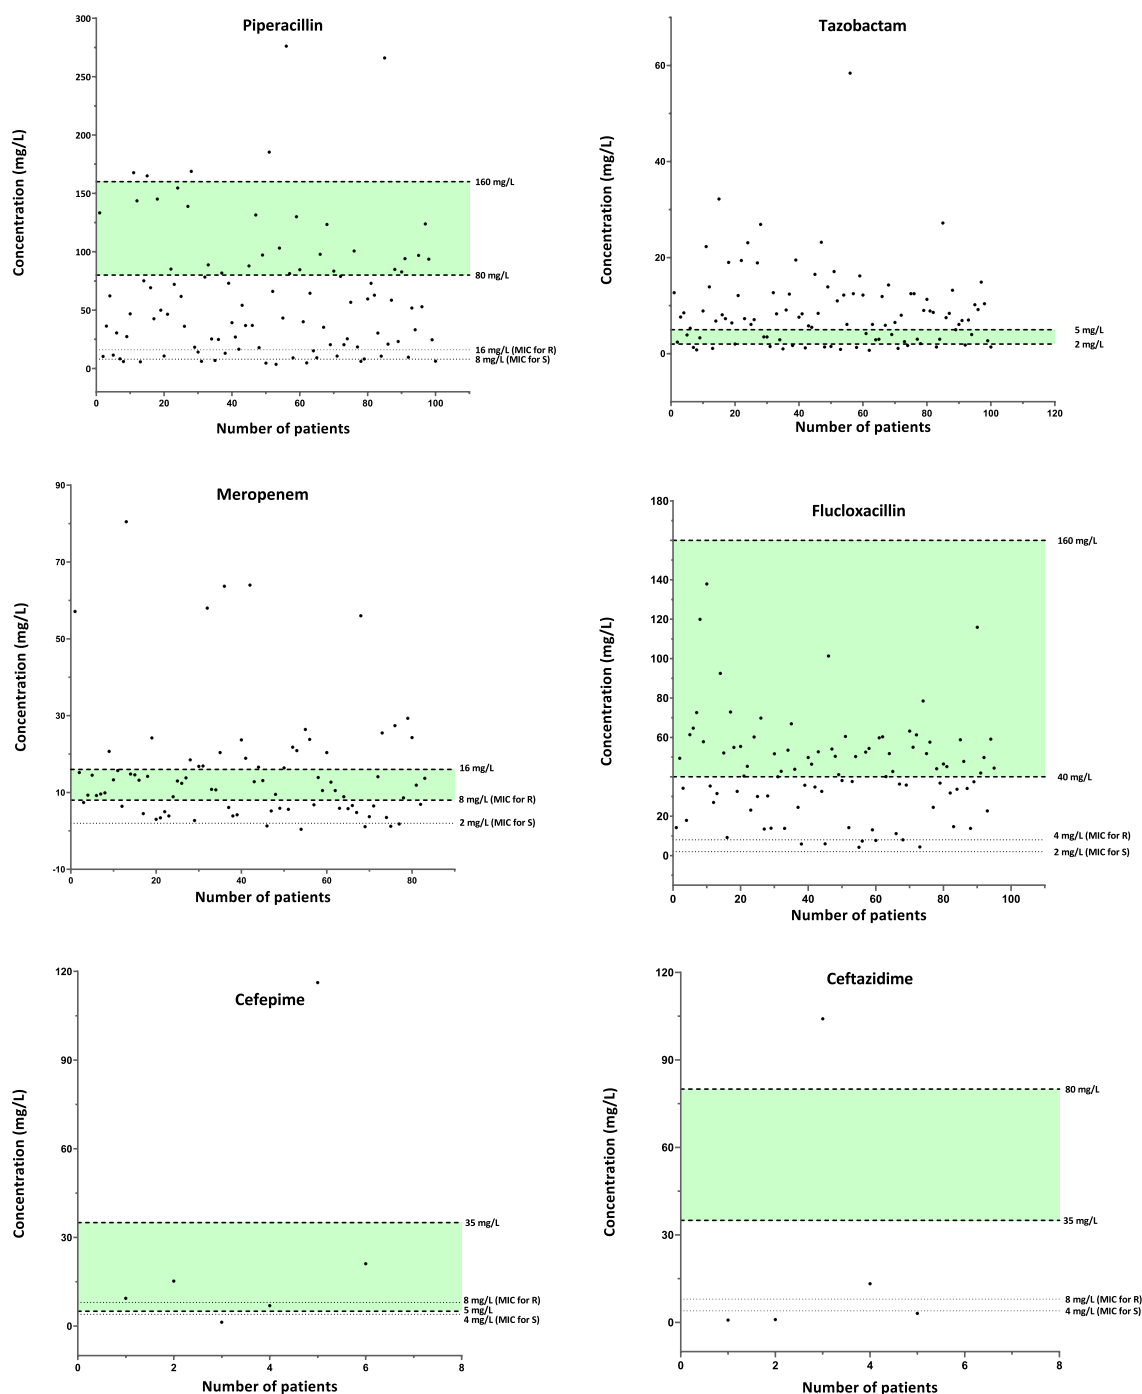 Piperacillin
Concentration (mg/L)
300
250
200
150
100
50
0
160 mg/L
80 mg/L
16 mg/L (MIC for R)
8 mg/L (MIC for S)
0 20 40 60 80 100
Number of patients
Tazobactam
Concentration (mg/L)
60
40
20
0
5 mg/L
2 mg/L
0 20 40 60 80 100 120
Number of patients
Meropenem
Concentration (mg/L)
90
70
50
30
10
-10
16 mg/L
8 mg/L (MIC for R)
2 mg/L (MIC for S)
0 20 40 60 80
Number of patients
Flucloxacillin
Concentration (mg/L)
180
140
120
100
80
60
40
20
0
160 mg/L
40 mg/L
4 mg/L (MIC for R)
2 mg/L (MIC for S)
0 20 40 60 80 100
Number of patients
Cefepime
Concentration (mg/L)
120
90
60
30
0
35 mg/L
8 mg/L (MIC for R)
5 mg/L
4 mg/L (MIC for S)
0 2 4 6 8
Number of patients
Ceftazidime
Concentration (mg/L)
120
90
60
30
0
80 mg/L
35 mg/L
8 mg/L (MIC for R)
4 mg/L (MIC for S)
0 2 4 6 8
Number of patients